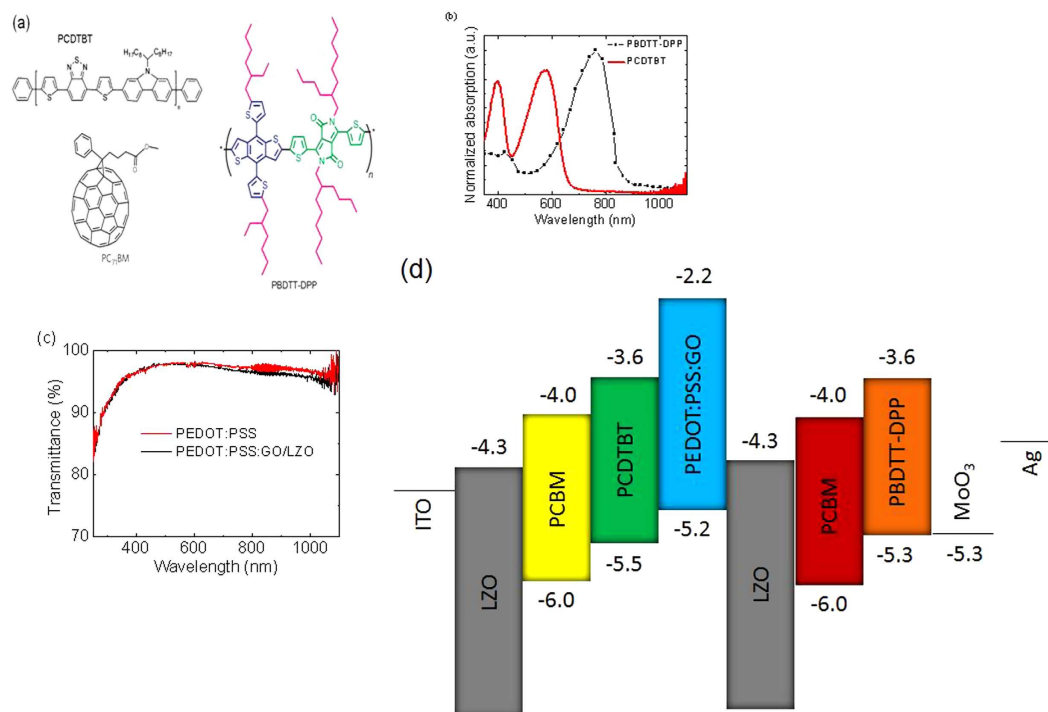 (a)
PCDTBT
H₁₇C₈ C₈H₁₇
N S N
S S N
n
O
O
PC₇₁BM
S
S
S
S
O N
S
S
N O
*
*
n
PBDTT-DPP
(b)
Normalized absorption (a.u.)
PBDTT-DPP
PCDTBT
400 600 800 1000
Wavelength (nm)
(c)
Transmittance (%)
100
90
80
70
PEDOT:PSS
PEDOT:PSS:GO/LZO
400 600 800 1000
Wavelength (nm)
(d)
ITO
-4.3
LZO
-4.0
PCBM
-6.0
-3.6
PCDTBT
-5.5
-2.2
PEDOT:PSS:GO
-5.2
-4.3
LZO
-4.0
PCBM
-6.0
-3.6
PBDTT-DPP
-5.3
MoO₃
-5.3
Ag